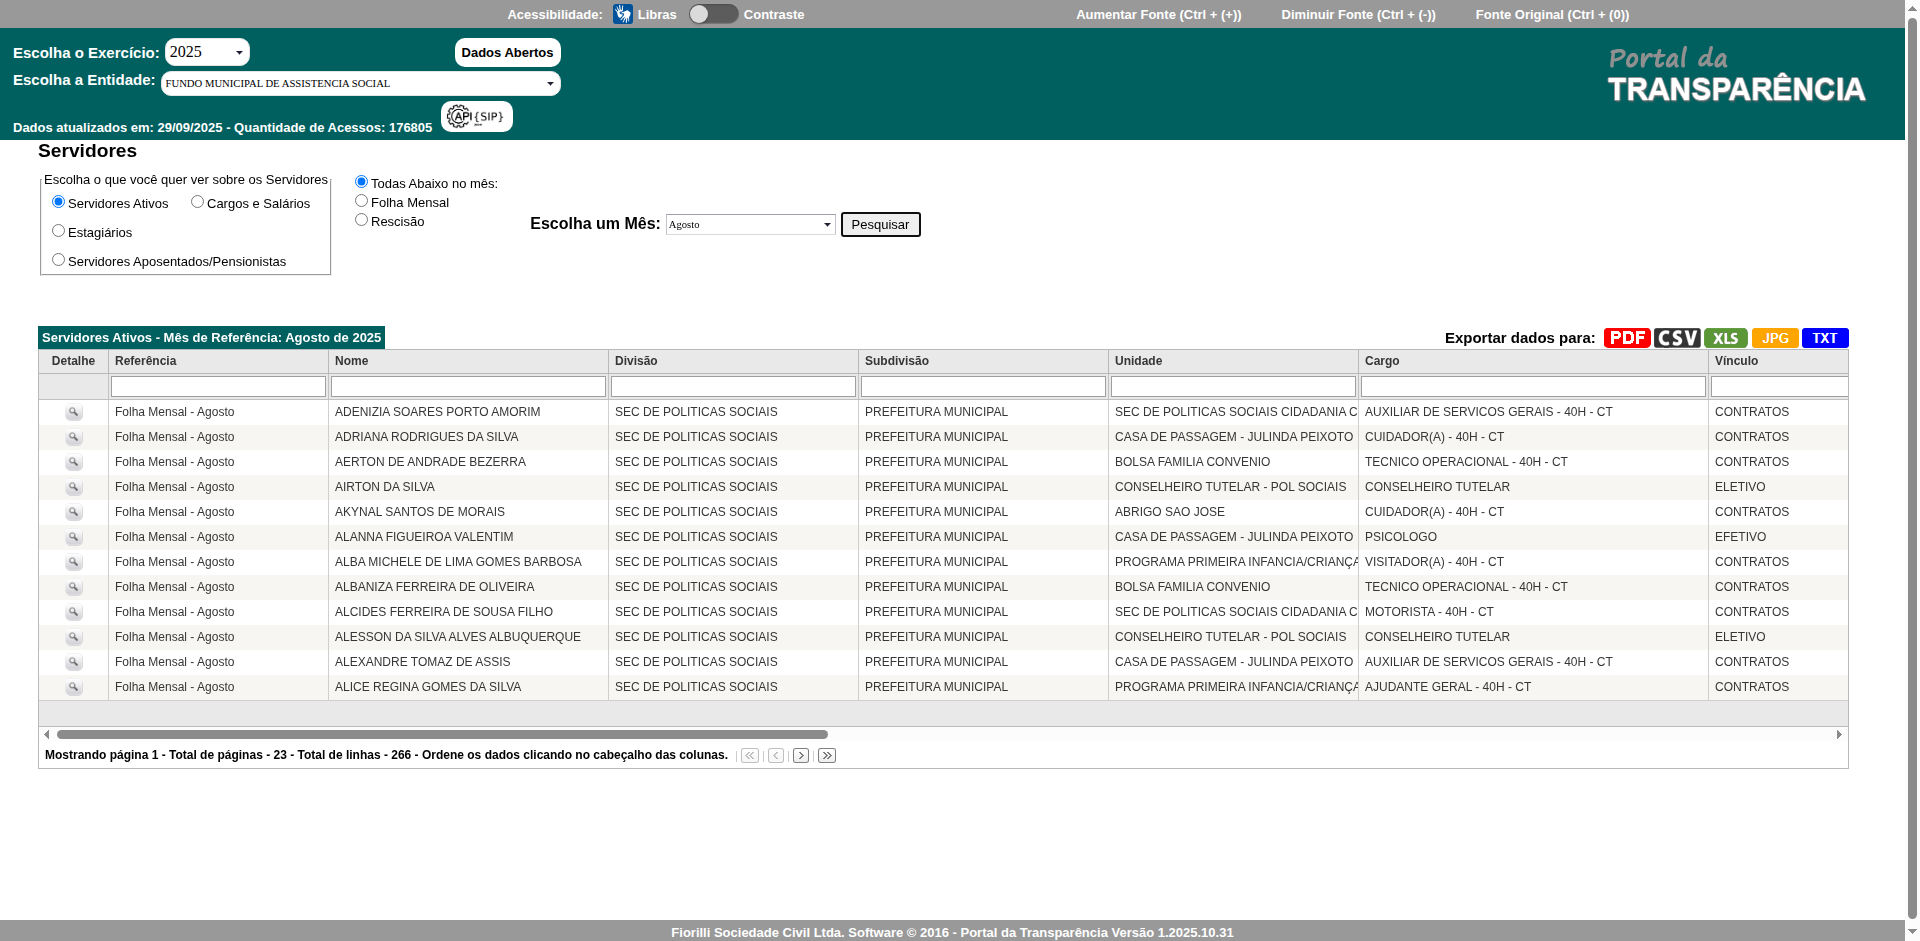 Acessibilidade: Libras Contraste Aumentar Fonte (Ctrl + (+)) Diminuir Fonte (Ctrl + (-)) Fonte Original (Ctrl + (0))
Escolha o Exercício: 2025 Dados Abertos
Escolha a Entidade: FUNDO MUNICIPAL DE ASSISTENCIA SOCIAL
Portal da
TRANSPARÊNCIA
Dados atualizados em: 29/09/2025 - Quantidade de Acessos: 176805 API {SIP}
Servidores
Escolha o que você quer ver sobre os Servidores
Servidores Ativos Cargos e Salários
Estagiários
Servidores Aposentados/Pensionistas
Todas Abaixo no mês:
Folha Mensal
Rescisão
Escolha um Mês: Agosto Pesquisar
Servidores Ativos - Mês de Referência: Agosto de 2025 Exportar dados para: PDF CSV XLS JPG TXT
Detalhe Referência Nome Divisão Subdivisão Unidade Cargo Vínculo
Folha Mensal - Agosto ADENIZIA SOARES PORTO AMORIM SEC DE POLITICAS SOCIAIS PREFEITURA MUNICIPAL SEC DE POLITICAS SOCIAIS CIDADANIA C AUXILIAR DE SERVICOS GERAIS - 40H - CT CONTRATOS
Folha Mensal - Agosto ADRIANA RODRIGUES DA SILVA SEC DE POLITICAS SOCIAIS PREFEITURA MUNICIPAL CASA DE PASSAGEM - JULINDA PEIXOTO CUIDADOR(A) - 40H - CT CONTRATOS
Folha Mensal - Agosto AERTON DE ANDRADE BEZERRA SEC DE POLITICAS SOCIAIS PREFEITURA MUNICIPAL BOLSA FAMILIA CONVENIO TECNICO OPERACIONAL - 40H - CT CONTRATOS
Folha Mensal - Agosto AIRTON DA SILVA SEC DE POLITICAS SOCIAIS PREFEITURA MUNICIPAL CONSELHEIRO TUTELAR - POL SOCIAIS CONSELHEIRO TUTELAR ELETIVO
Folha Mensal - Agosto AKYNAL SANTOS DE MORAIS SEC DE POLITICAS SOCIAIS PREFEITURA MUNICIPAL ABRIGO SAO JOSE CUIDADOR(A) - 40H - CT CONTRATOS
Folha Mensal - Agosto ALANNA FIGUEIROA VALENTIM SEC DE POLITICAS SOCIAIS PREFEITURA MUNICIPAL CASA DE PASSAGEM - JULINDA PEIXOTO PSICOLOGO EFETIVO
Folha Mensal - Agosto ALBA MICHELE DE LIMA GOMES BARBOSA SEC DE POLITICAS SOCIAIS PREFEITURA MUNICIPAL PROGRAMA PRIMEIRA INFANCIA/CRIANÇA VISITADOR(A) - 40H - CT CONTRATOS
Folha Mensal - Agosto ALBANIZA FERREIRA DE OLIVEIRA SEC DE POLITICAS SOCIAIS PREFEITURA MUNICIPAL BOLSA FAMILIA CONVENIO TECNICO OPERACIONAL - 40H - CT CONTRATOS
Folha Mensal - Agosto ALCIDES FERREIRA DE SOUSA FILHO SEC DE POLITICAS SOCIAIS PREFEITURA MUNICIPAL SEC DE POLITICAS SOCIAIS CIDADANIA C MOTORISTA - 40H - CT CONTRATOS
Folha Mensal - Agosto ALESSON DA SILVA ALVES ALBUQUERQUE SEC DE POLITICAS SOCIAIS PREFEITURA MUNICIPAL CONSELHEIRO TUTELAR - POL SOCIAIS CONSELHEIRO TUTELAR ELETIVO
Folha Mensal - Agosto ALEXANDRE TOMAZ DE ASSIS SEC DE POLITICAS SOCIAIS PREFEITURA MUNICIPAL CASA DE PASSAGEM - JULINDA PEIXOTO AUXILIAR DE SERVICOS GERAIS - 40H - CT CONTRATOS
Folha Mensal - Agosto ALICE REGINA GOMES DA SILVA SEC DE POLITICAS SOCIAIS PREFEITURA MUNICIPAL PROGRAMA PRIMEIRA INFANCIA/CRIANÇA AJUDANTE GERAL - 40H - CT CONTRATOS
Mostrando página 1 - Total de páginas - 23 - Total de linhas - 266 - Ordene os dados clicando no cabeçalho das colunas.
Fiorilli Sociedade Civil Ltda. Software © 2016 - Portal da Transparência Versão 1.2025.10.31